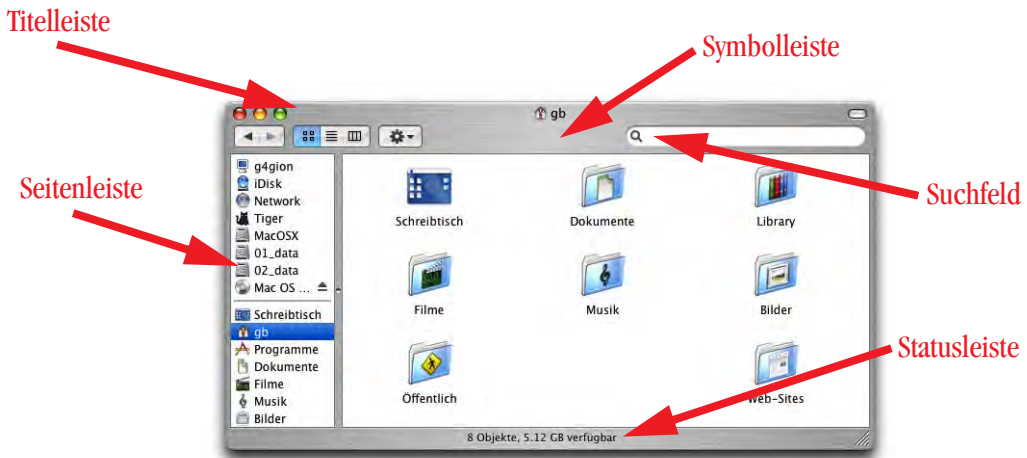 Titelleiste
Symbolleiste
gb
Seitenleiste
Suchfeld
g4gion
iDisk
Network
Tiger
MacOSX
01_data
02_data
Mac OS ...
Schreibtisch
gb
Programme
Dokumente
Filme
Musik
Bilder
Schreibtisch
Dokumente
Library
Filme
Musik
Bilder
Öffentlich
Web-Sites
Statusleiste
8 Objekte, 5.12 GB verfügbar